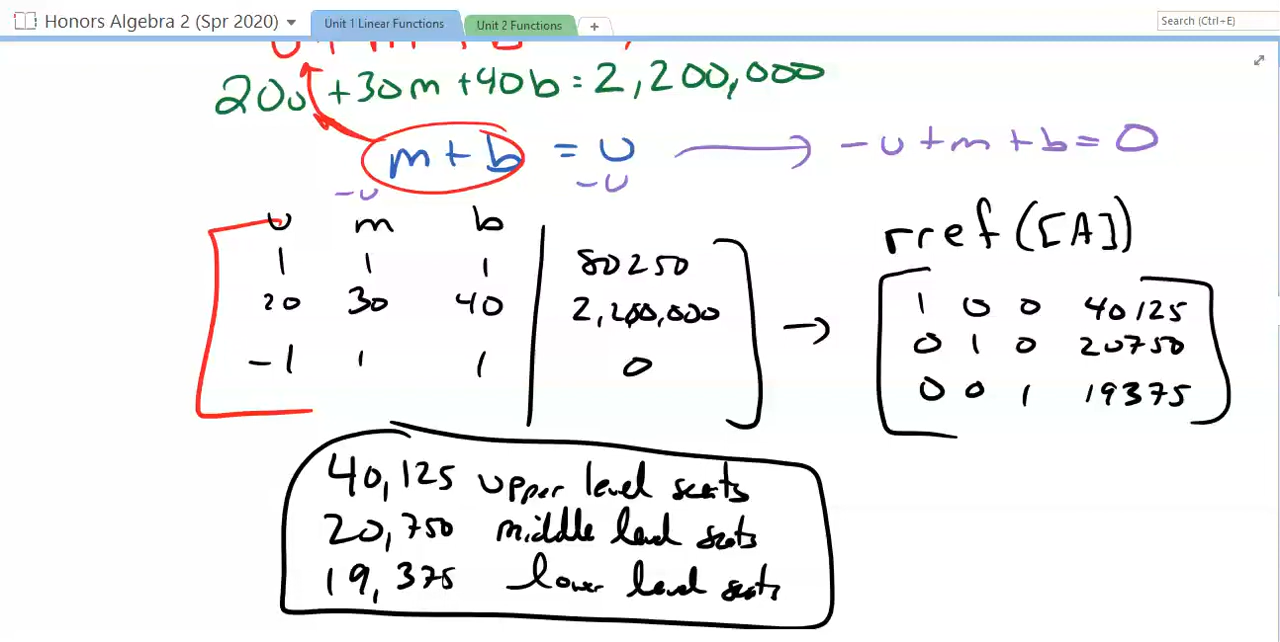 Honors Algebra 2 (Spr 2020)
Unit 1 Linear Functions
Unit 2 Functions
+
Search (Ctrl+E)
20u + 30m + 40b = 2,200,000
m + b = u → -u + m + b = 0
-u -u
u m b
1 1 1 80250
20 30 40 2,200,000
-1 1 1 0
→
rref ([A])
1 0 0 40125
0 1 0 20750
0 0 1 19375
40,125 upper level seats
20,750 middle level seats
19,375 lower level seats